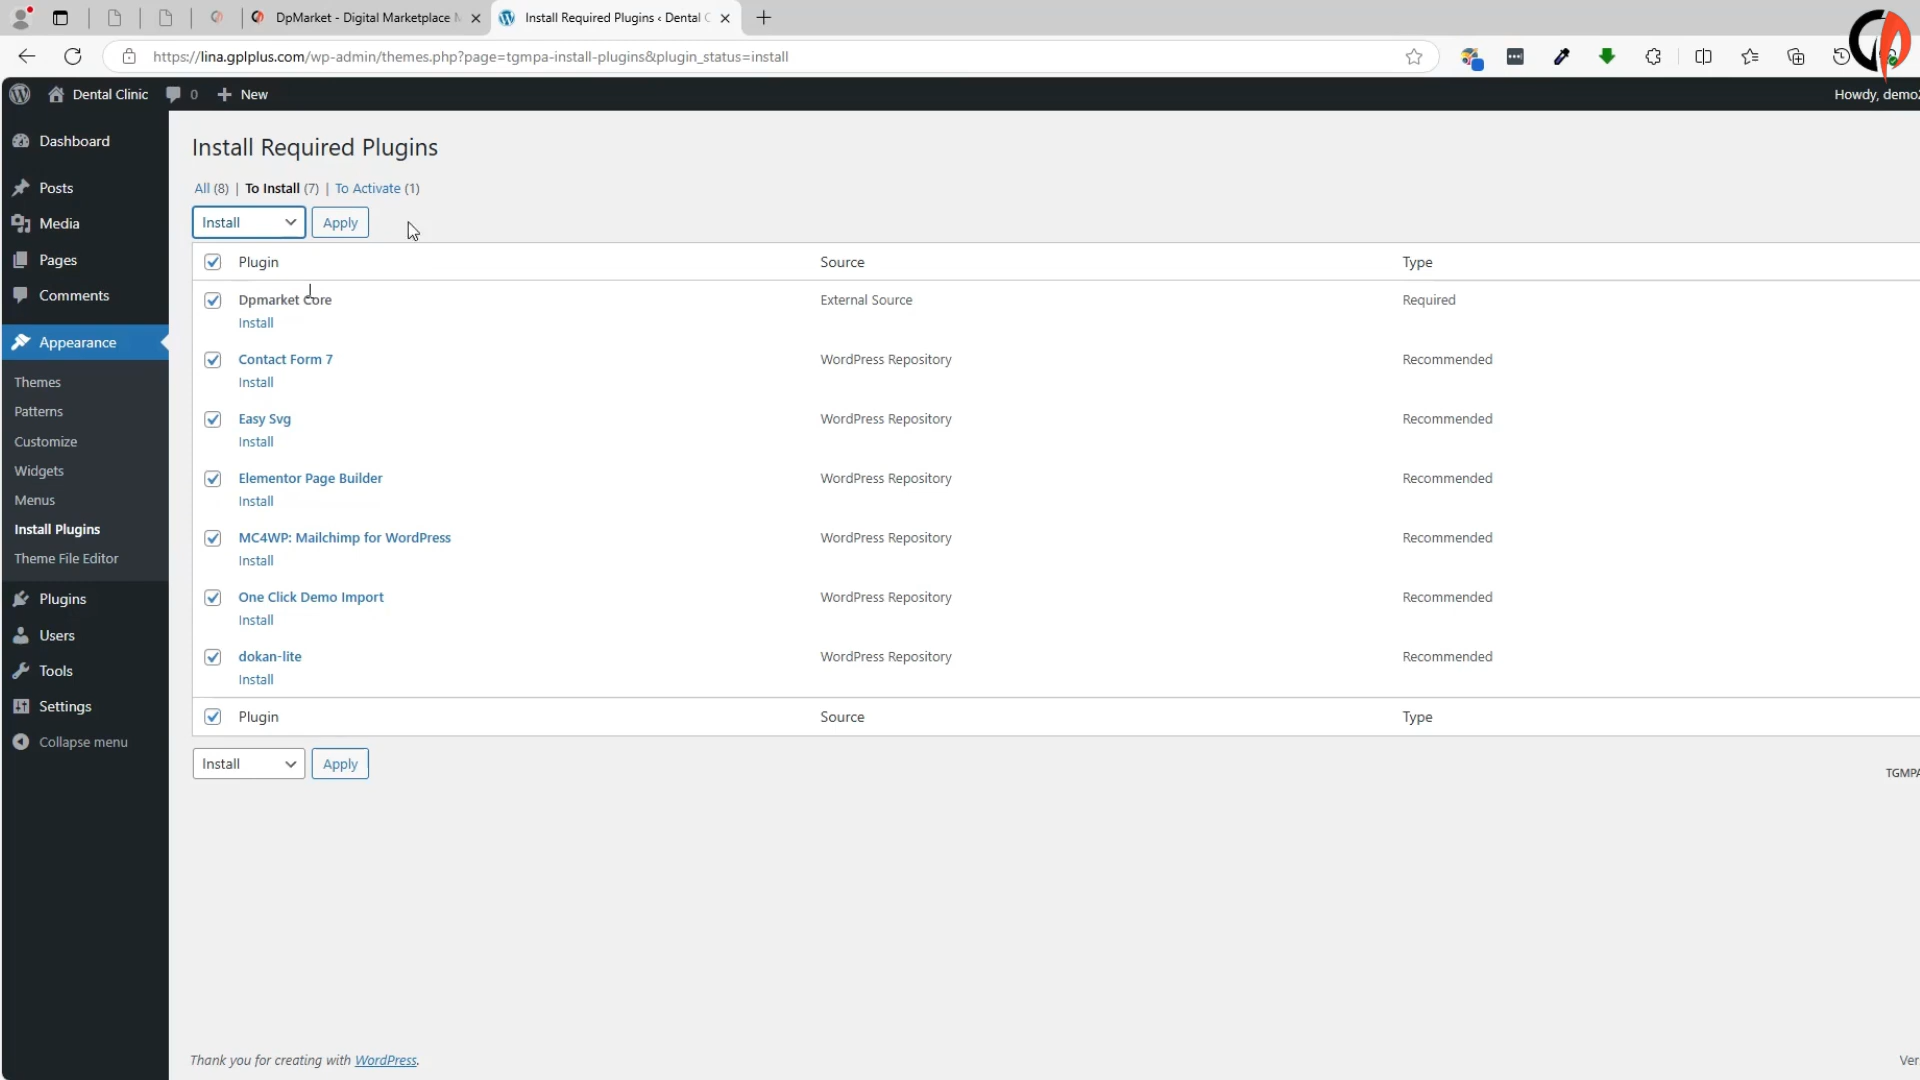 DpMarket - Digital Marketplace
Install Required Plugins ‹ Dental C
https://lina.gplplus.com/wp-admin/themes.php?page=tgmpa-install-plugins&plugin_status=install
Dental Clinic
0
New
Howdy, demo2
Dashboard
Posts
Media
Pages
Comments
Appearance
Themes
Patterns
Customize
Widgets
Menus
Install Plugins
Theme File Editor
Plugins
Users
Tools
Settings
Collapse menu
Install Required Plugins
All (8) | To Install (7) | To Activate (1)
Install Apply
Plugin Source Type
Dpmarket Core External Source Required
Install
Contact Form 7 WordPress Repository Recommended
Install
Easy Svg WordPress Repository Recommended
Install
Elementor Page Builder WordPress Repository Recommended
Install
MC4WP: Mailchimp for WordPress WordPress Repository Recommended
Install
One Click Demo Import WordPress Repository Recommended
Install
dokan-lite WordPress Repository Recommended
Install
Plugin Source Type
Install Apply
TGMPA
Thank you for creating with WordPress.
Ver